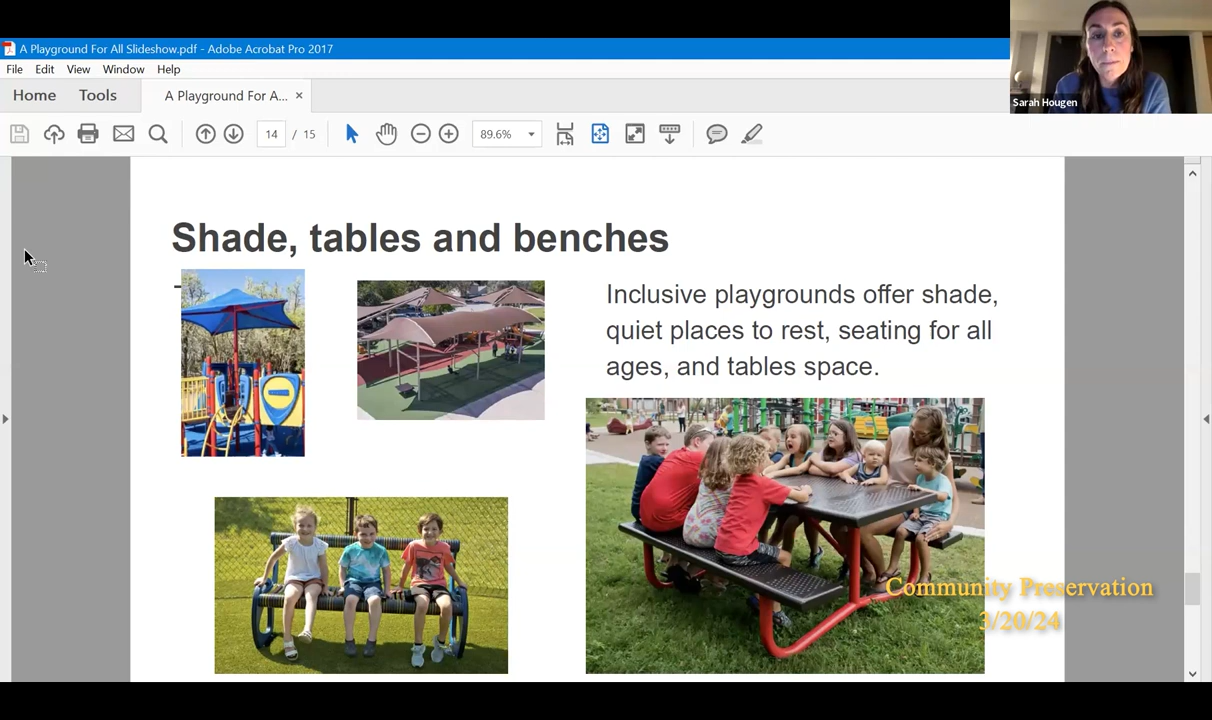 A Playground For All Slideshow.pdf - Adobe Acrobat Pro 2017
File Edit View Window Help
Home Tools A Playground For A... ×
14 / 15 89.6%
Sarah Hougen
Shade, tables and benches
Inclusive playgrounds offer shade,
quiet places to rest, seating for all
ages, and tables space.
Community Preservation
3/20/24